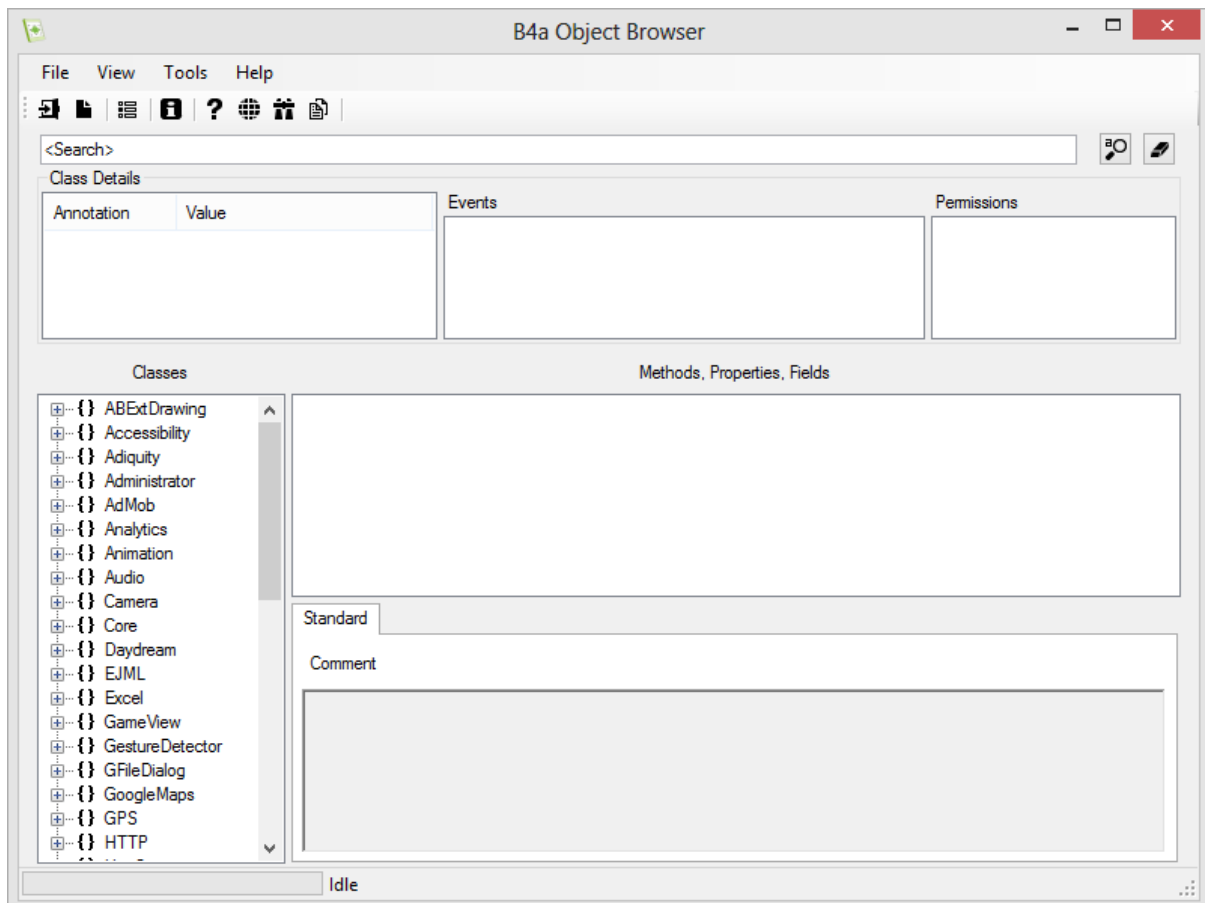 B4a Object Browser
File View Tools Help
<Search>
Class Details
Annotation Value
Events
Permissions
Classes
Methods, Properties, Fields
{} ABExtDrawing
{} Accessibility
{} Adiquity
{} Administrator
{} AdMob
{} Analytics
{} Animation
{} Audio
{} Camera
{} Core
{} Daydream
{} EJML
{} Excel
{} GameView
{} GestureDetector
{} GFileDialog
{} GoogleMaps
{} GPS
{} HTTP
Standard
Comment
Idle